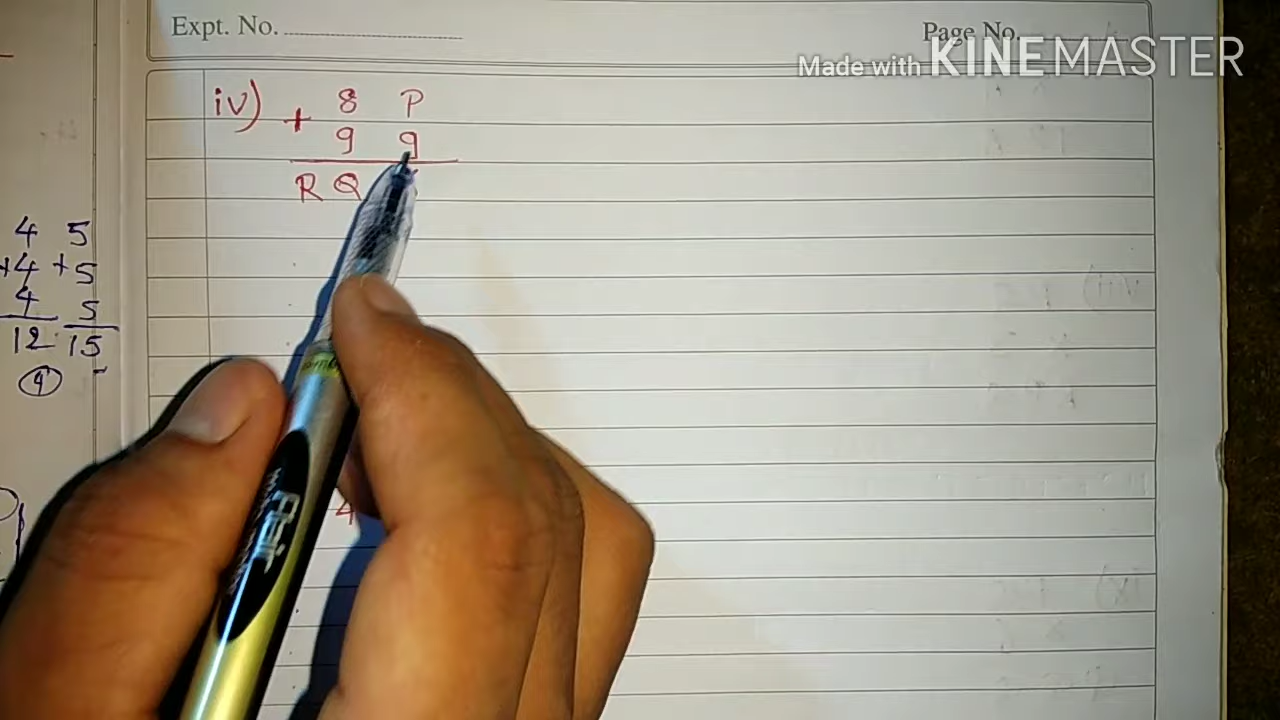 Expt. No.
Page No.
Made with KINEMASTER
iv) + 8 P
9 9
R Q
4 5
+4 +5
4 5
12 15
4